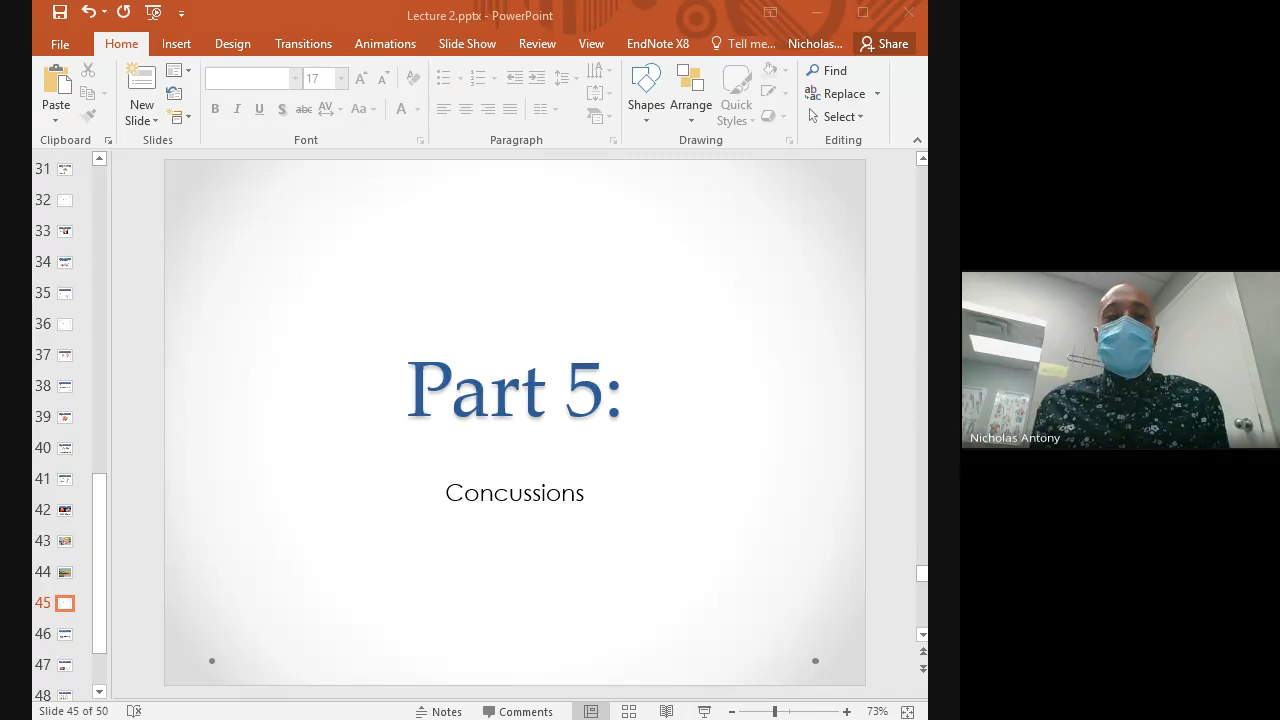 Lecture 2.pptx - PowerPoint
File Home Insert Design Transitions Animations Slide Show Review View EndNote X8 Tell me... Nicholas... Share
Paste
Clipboard
New
Slide
Slides
17
B I U S abc AV Aa A
Font
Paragraph
Shapes Arrange Quick
Styles
Drawing
Find
Replace
Select
Editing
31
32
33
34
35
36
37
38
39
40
41
42
43
44
45
46
47
48
Part 5:
Concussions
Nicholas Antony
Slide 45 of 50 Notes Comments 73%